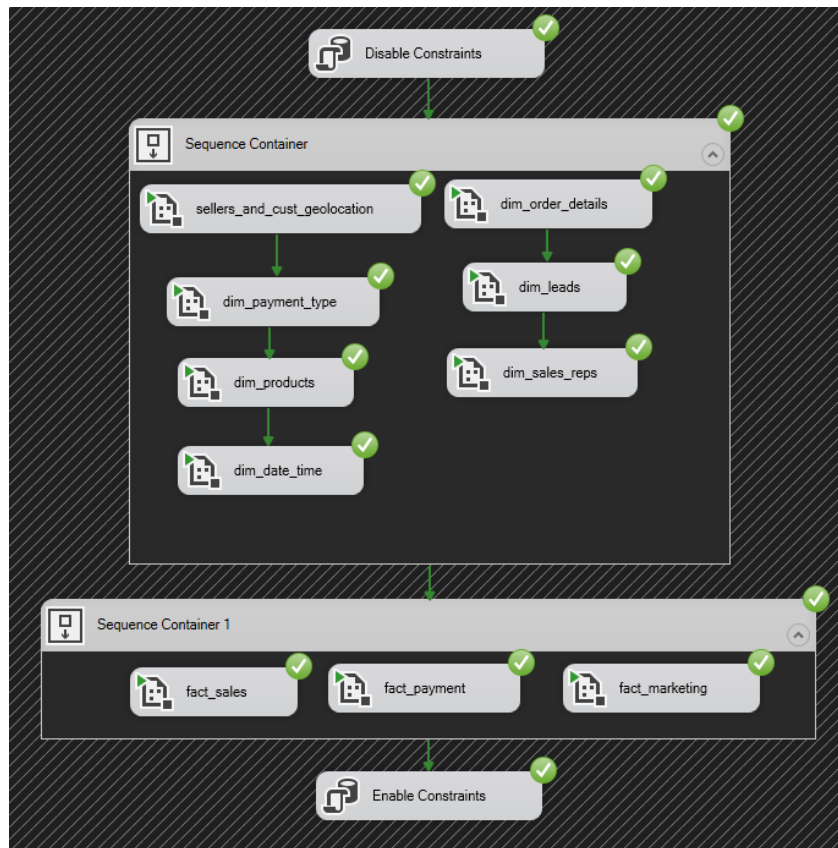 Disable Constraints
Sequence Container
sellers_and_cust_geolocation
dim_payment_type
dim_products
dim_date_time
dim_order_details
dim_leads
dim_sales_reps
Sequence Container 1
fact_sales
fact_payment
fact_marketing
Enable Constraints